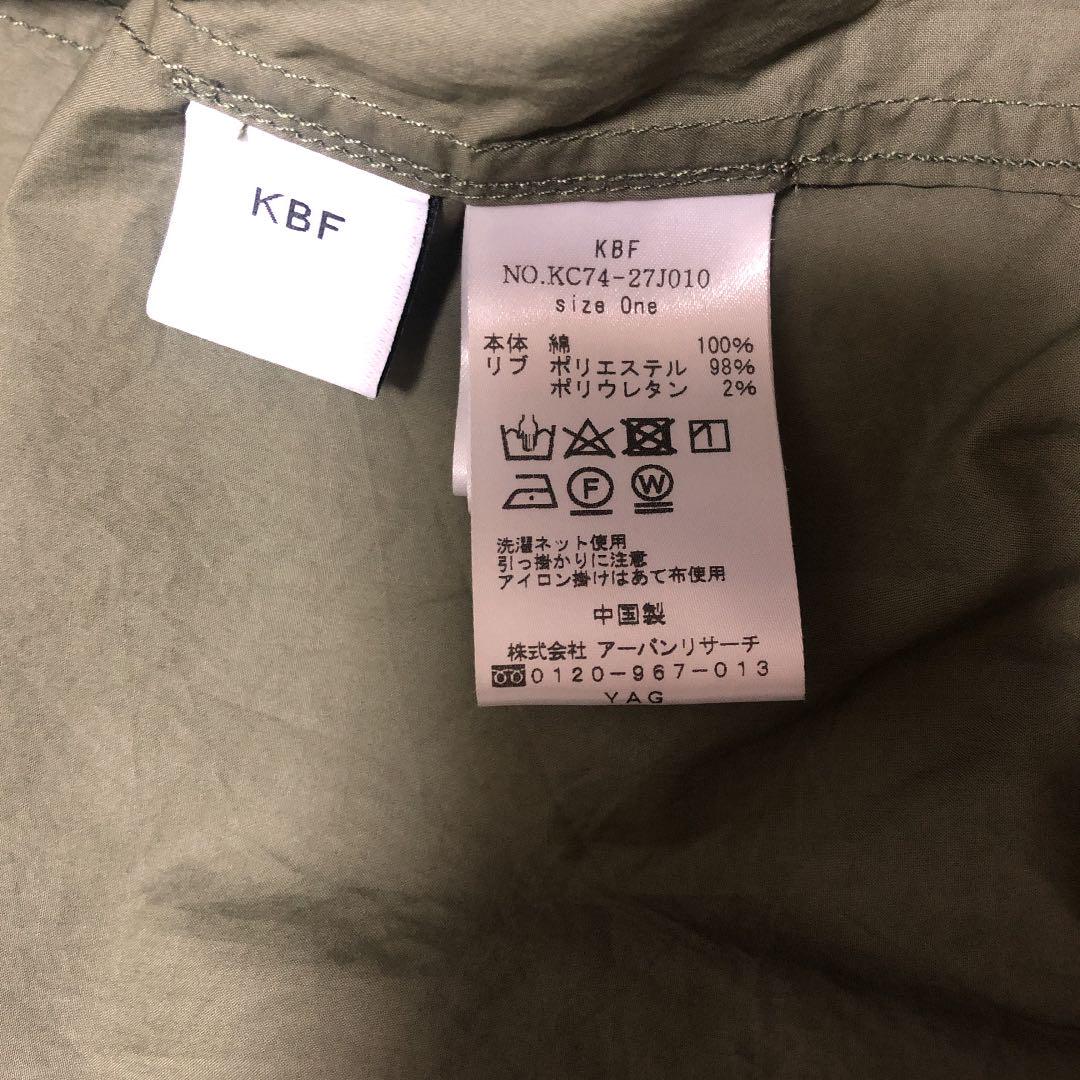 KBF
KBF
NO.KC74-27J010
size One
本体 綿 100%
リブ ポリエステル 98%
ポリウレタン 2%
F W
洗濯ネット使用
引っ掛かりに注意
アイロン掛けはあて布使用
中国製
株式会社 アーバンリサーチ
0120-967-013
YAG